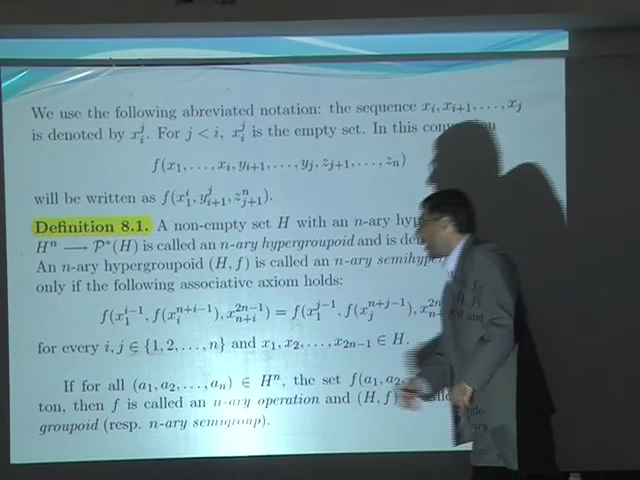 We use the following abreviated notation: the sequence x_i, x_{i+1}, . . . , x_j
is denoted by x_i^j. For j < i, x_i^j is the empty set. In this
f(x_1, . . . , x_i, y_{i+1}, . . . , y_j, z_{j+1}, . . . , z_n)
will be written as f(x_1^i, y_{i+1}^j, z_{j+1}^n).
Definition 8.1. A non-empty set H with an n-ary
H^n ⟶ P*(H) is called an n-ary hypergroupoid and is
An n-ary hypergroupoid (H, f) is called an n-ary
only if the following associative axiom holds:
f(x_1^{i-1}, f(x_i^{n+i-1}), x_{n+i}^{2n-1}) = f(x_1^{j-1}, f(x_j^{n+j-1}),
for every i, j ∈ {1, 2, . . . , n} and x_1, x_2, . . . , x_{2n-1} ∈ H.
If for all (a_1, a_2, . . . , a_n) ∈ H^n, the set f(a_1, a_2,
ton, then f is called an n-ary operation and (H, f)
groupoid (resp. n-ary semigroup).